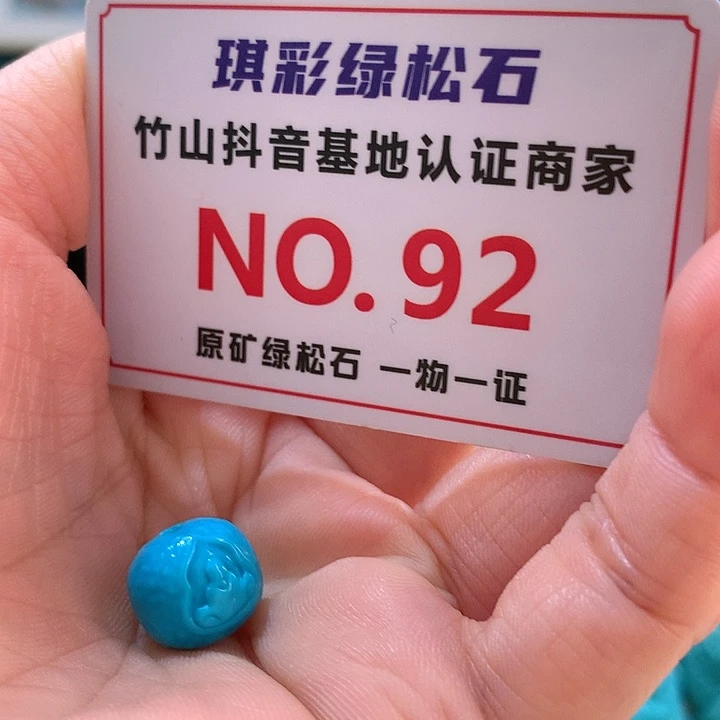 琪彩绿松石
竹山抖音基地认证商家
NO.92
原矿绿松石 一物一证